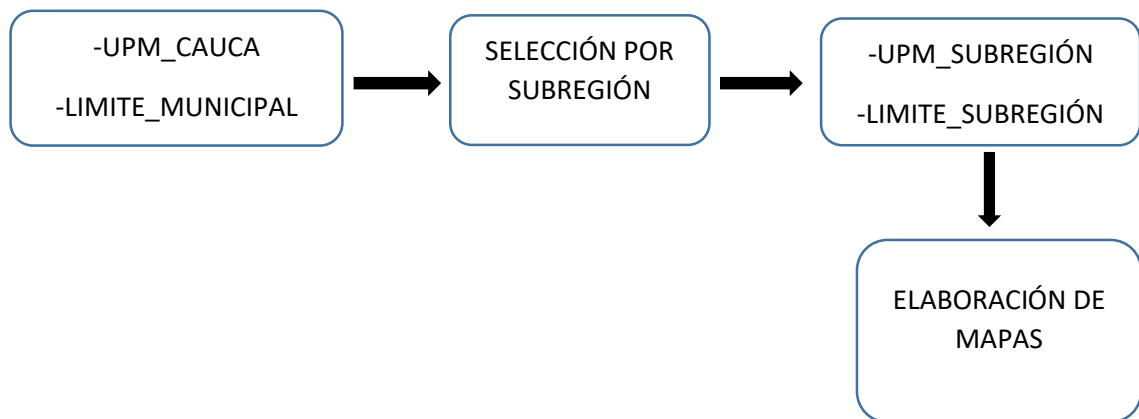 -UPM_CAUCA
-LIMITE_MUNICIPAL
SELECCIÓN POR
SUBREGIÓN
-UPM_SUBREGIÓN
-LIMITE_SUBREGIÓN
ELABORACIÓN DE
MAPAS